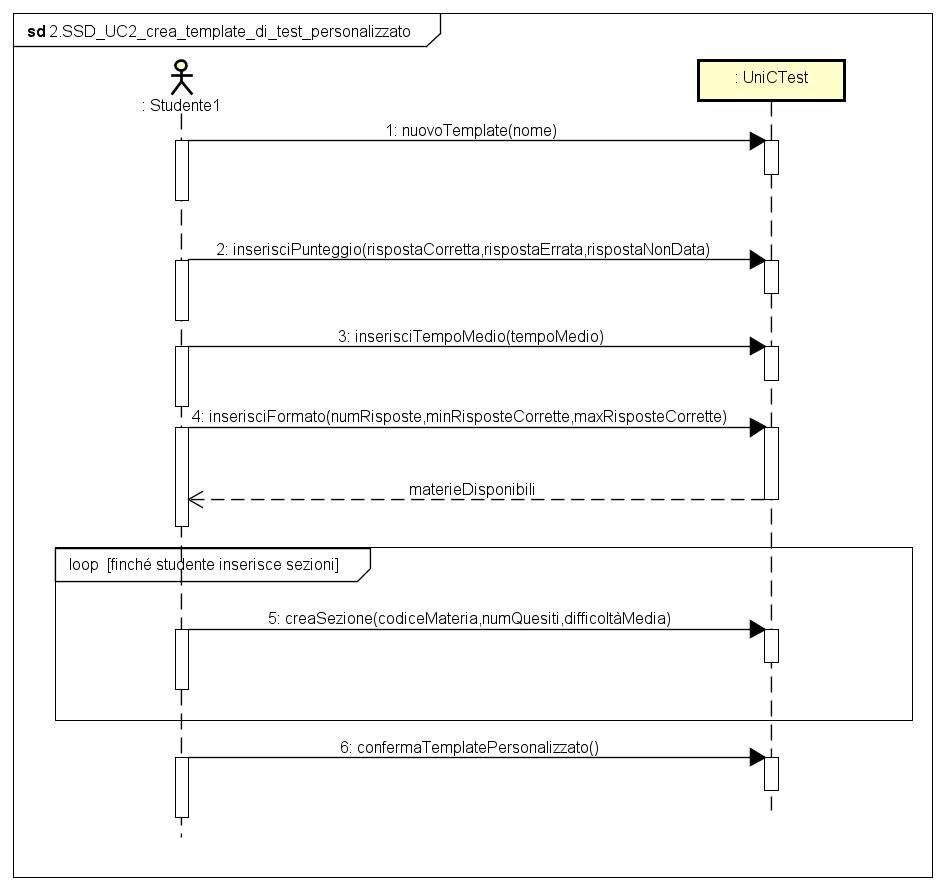 sd 2.SSD_UC2_crea_template_di_test_personalizzato
: Studente1
: UniCTest
1: nuovoTemplate(nome)
2: inserisciPunteggio(rispostaCorretta,rispostaErrata,rispostaNonData)
3: inserisciTempoMedio(tempoMedio)
4: inserisciFormato(numRisposte,minRisposteCorrette,maxRisposteCorrette)
materieDisponibili
loop [finché studente inserisce sezioni]
5: creaSezione(codiceMateria,numQuesiti,difficoltàMedia)
6: confermaTemplatePersonalizzato()